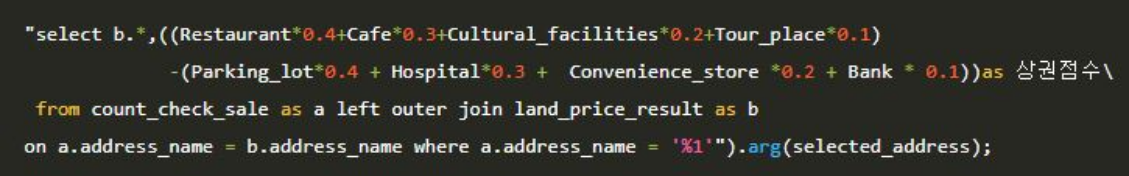 "select b.*,((Restaurant*0.4+Cafe*0.3+Cultural_facilities*0.2+Tour_place*0.1)
-(Parking_lot*0.4 + Hospital*0.3 +  Convenience_store *0.2 + Bank * 0.1))as 상권점수\
from count_check_sale as a left outer join land_price_result as b
on a.address_name = b.address_name where a.address_name = '%1'").arg(selected_address);